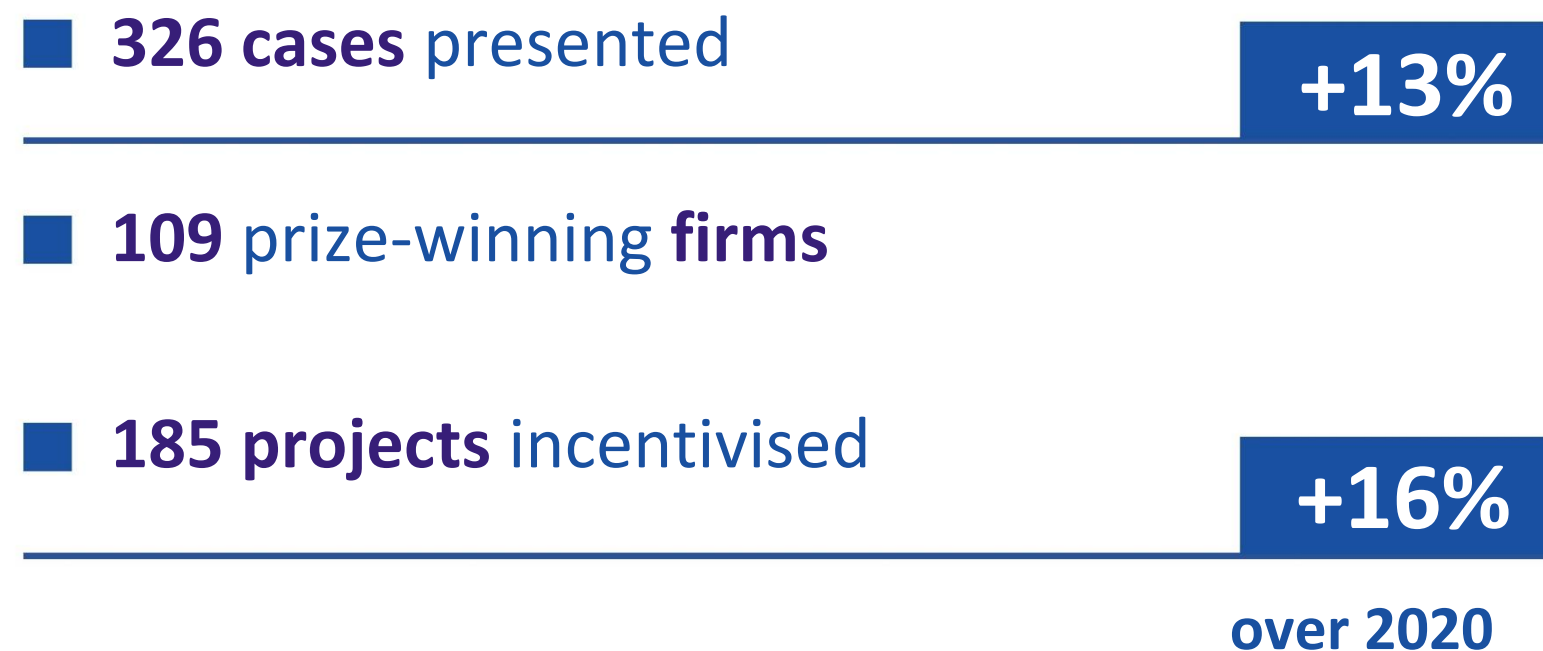 326 cases presented
+13%
109 prize-winning firms
185 projects incentivised
+16%
over 2020